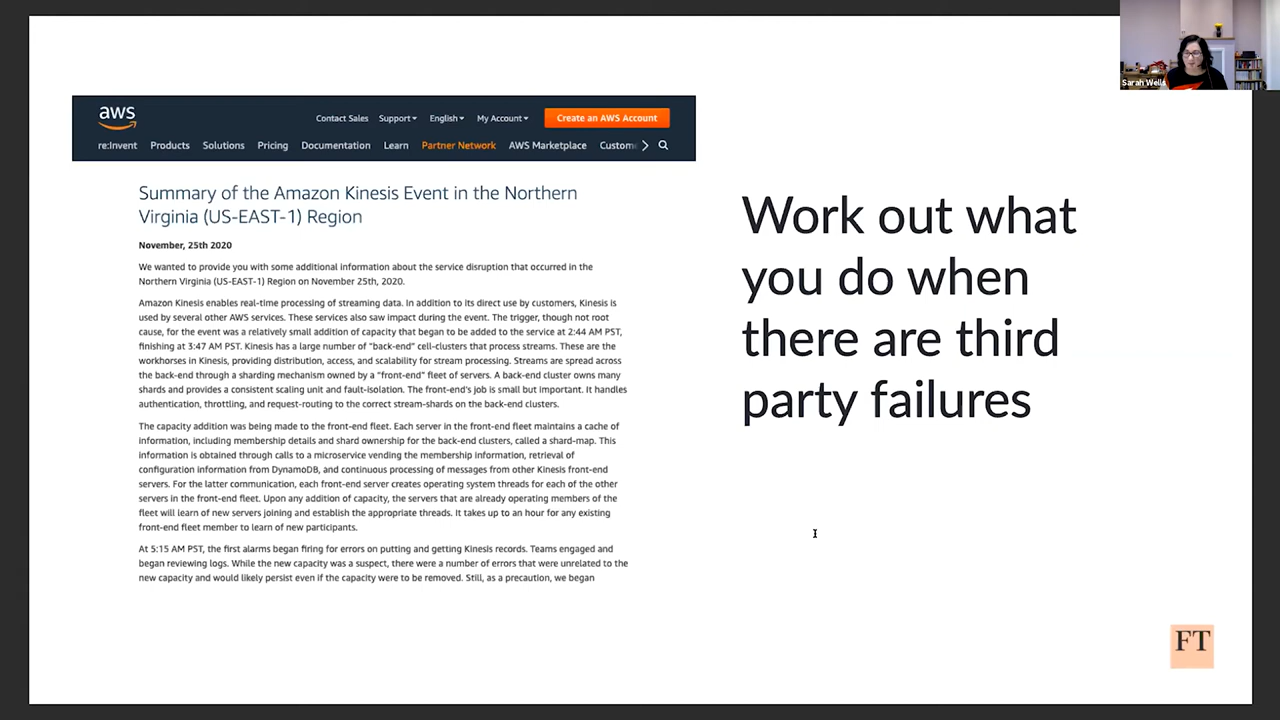 Sarah Wells
aws
Contact Sales Support English My Account Create an AWS Account
re:Invent Products Solutions Pricing Documentation Learn Partner Network AWS Marketplace Custome
Summary of the Amazon Kinesis Event in the Northern
Virginia (US-EAST-1) Region
November, 25th 2020
We wanted to provide you with some additional information about the service disruption that occurred in the
Northern Virginia (US-EAST-1) Region on November 25th, 2020.
Amazon Kinesis enables real-time processing of streaming data. In addition to its direct use by customers, Kinesis is
used by several other AWS services. These services also saw impact during the event. The trigger, though not root
cause, for the event was a relatively small addition of capacity that began to be added to the service at 2:44 AM PST,
finishing at 3:47 AM PST. Kinesis has a large number of "back-end" cell-clusters that process streams. These are the
workhorses in Kinesis, providing distribution, access, and scalability for stream processing. Streams are spread across
the back-end through a sharding mechanism owned by a "front-end" fleet of servers. A back-end cluster owns many
shards and provides a consistent scaling unit and fault-isolation. The front-end's job is small but important. It handles
authentication, throttling, and request-routing to the correct stream-shards on the back-end clusters.
The capacity addition was being made to the front-end fleet. Each server in the front-end fleet maintains a cache of
information, including membership details and shard ownership for the back-end clusters, called a shard-map. This
information is obtained through calls to a microservice vending the membership information, retrieval of
configuration information from DynamoDB, and continuous processing of messages from other Kinesis front-end
servers. For the latter communication, each front-end server creates operating system threads for each of the other
servers in the front-end fleet. Upon any addition of capacity, the servers that are already operating members of the
fleet will learn of new servers joining and establish the appropriate threads. It takes up to an hour for any existing
front-end fleet member to learn of new participants.
At 5:15 AM PST, the first alarms began firing for errors on putting and getting Kinesis records. Teams engaged and
began reviewing logs. While the new capacity was a suspect, there were a number of errors that were unrelated to the
new capacity and would likely persist even if the capacity were to be removed. Still, as a precaution, we began
Work out what
you do when
there are third
party failures
FT